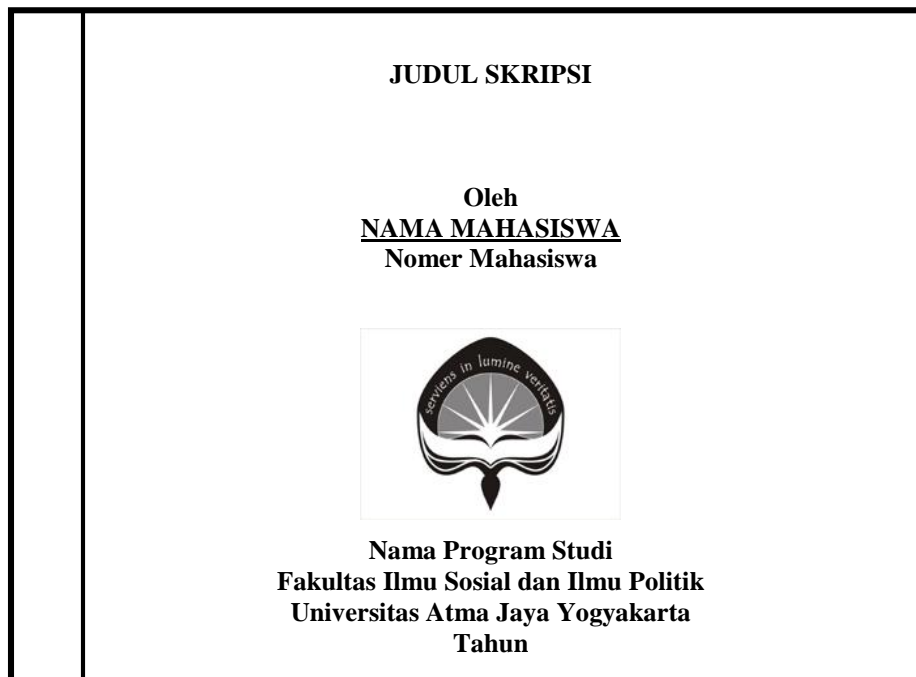 JUDUL SKRIPSI
Oleh
NAMA MAHASISWA
Nomer Mahasiswa
serviens in lumine veritatis
Nama Program Studi
Fakultas Ilmu Sosial dan Ilmu Politik
Universitas Atma Jaya Yogyakarta
Tahun